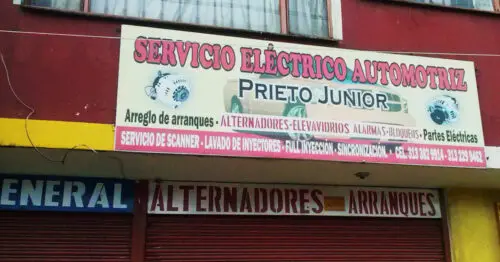 SERVICIO ELÉCTRICO AUTOMOTRIZ
PRIETO JUNIOR
Arreglo de arranques • ALTERNADORES • ELEVAVIDRIOS ALARMAS • BLOQUEOS • Partes Eléctricas
SERVICIO DE SCANNER • LAVADO DE INYECTORES • FULL INYECCIÓN • SINCRONIZACIÓN. • CEL. 313 382 9914 - 313 229 9462
ENERAL ALTERNADORES ARRANQUES